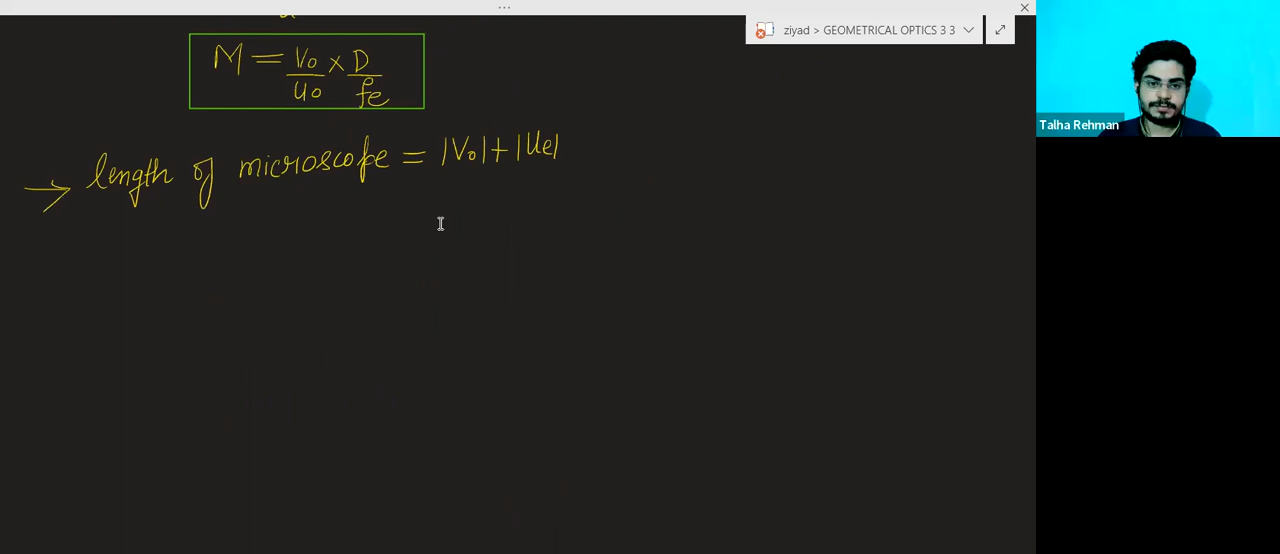 ziyad > GEOMETRICAL OPTICS 3 3
M = Vo/uo × D/fe
→ length of microscope = |Vo| + |Ue|
Talha Rehman